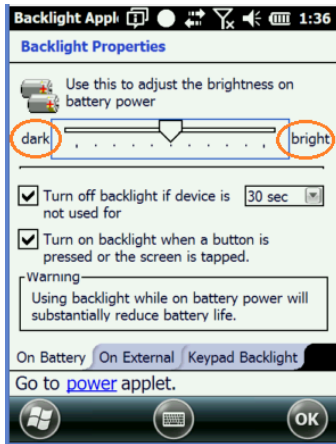 Backlight Appl 1:36
Backlight Properties
Use this to adjust the brightness on
battery power
dark bright
Turn off backlight if device is 30 sec
not used for
Turn on backlight when a button is
pressed or the screen is tapped.
Warning
Using backlight while on battery power will
substantially reduce battery life.
On Battery On External Keypad Backlight
Go to power applet.
OK